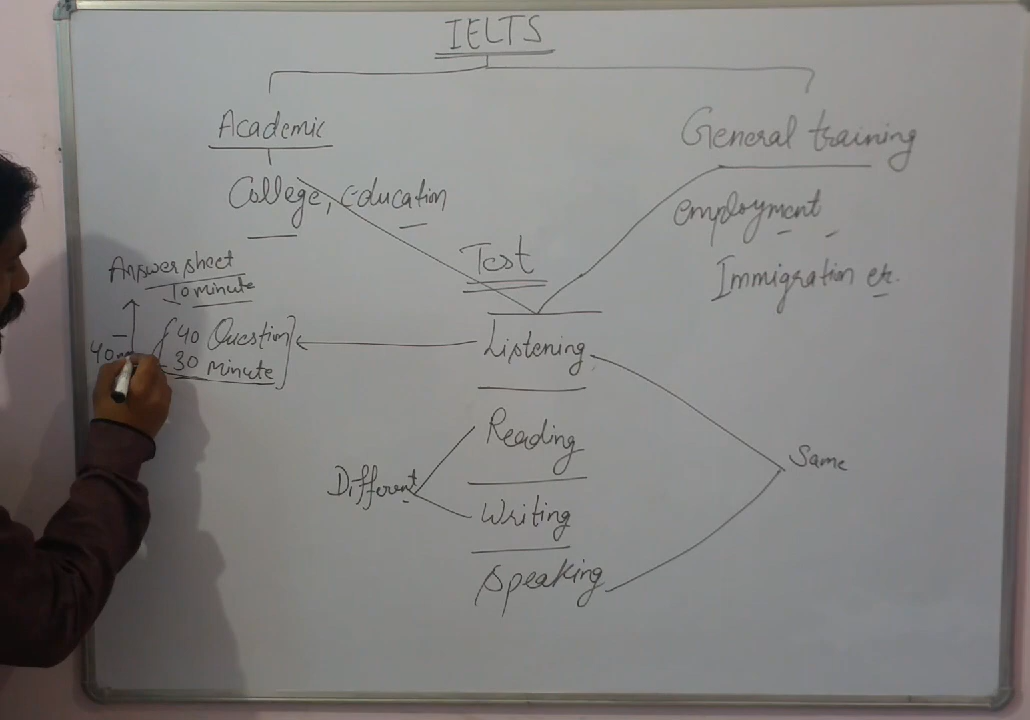 IELTS
Academic
General training
College, Education
employment
Immigration etc.
Test
Answer sheet
10 minute
40 Question
30 minute
40
Listening
Reading
Different
Same
Writing
Speaking